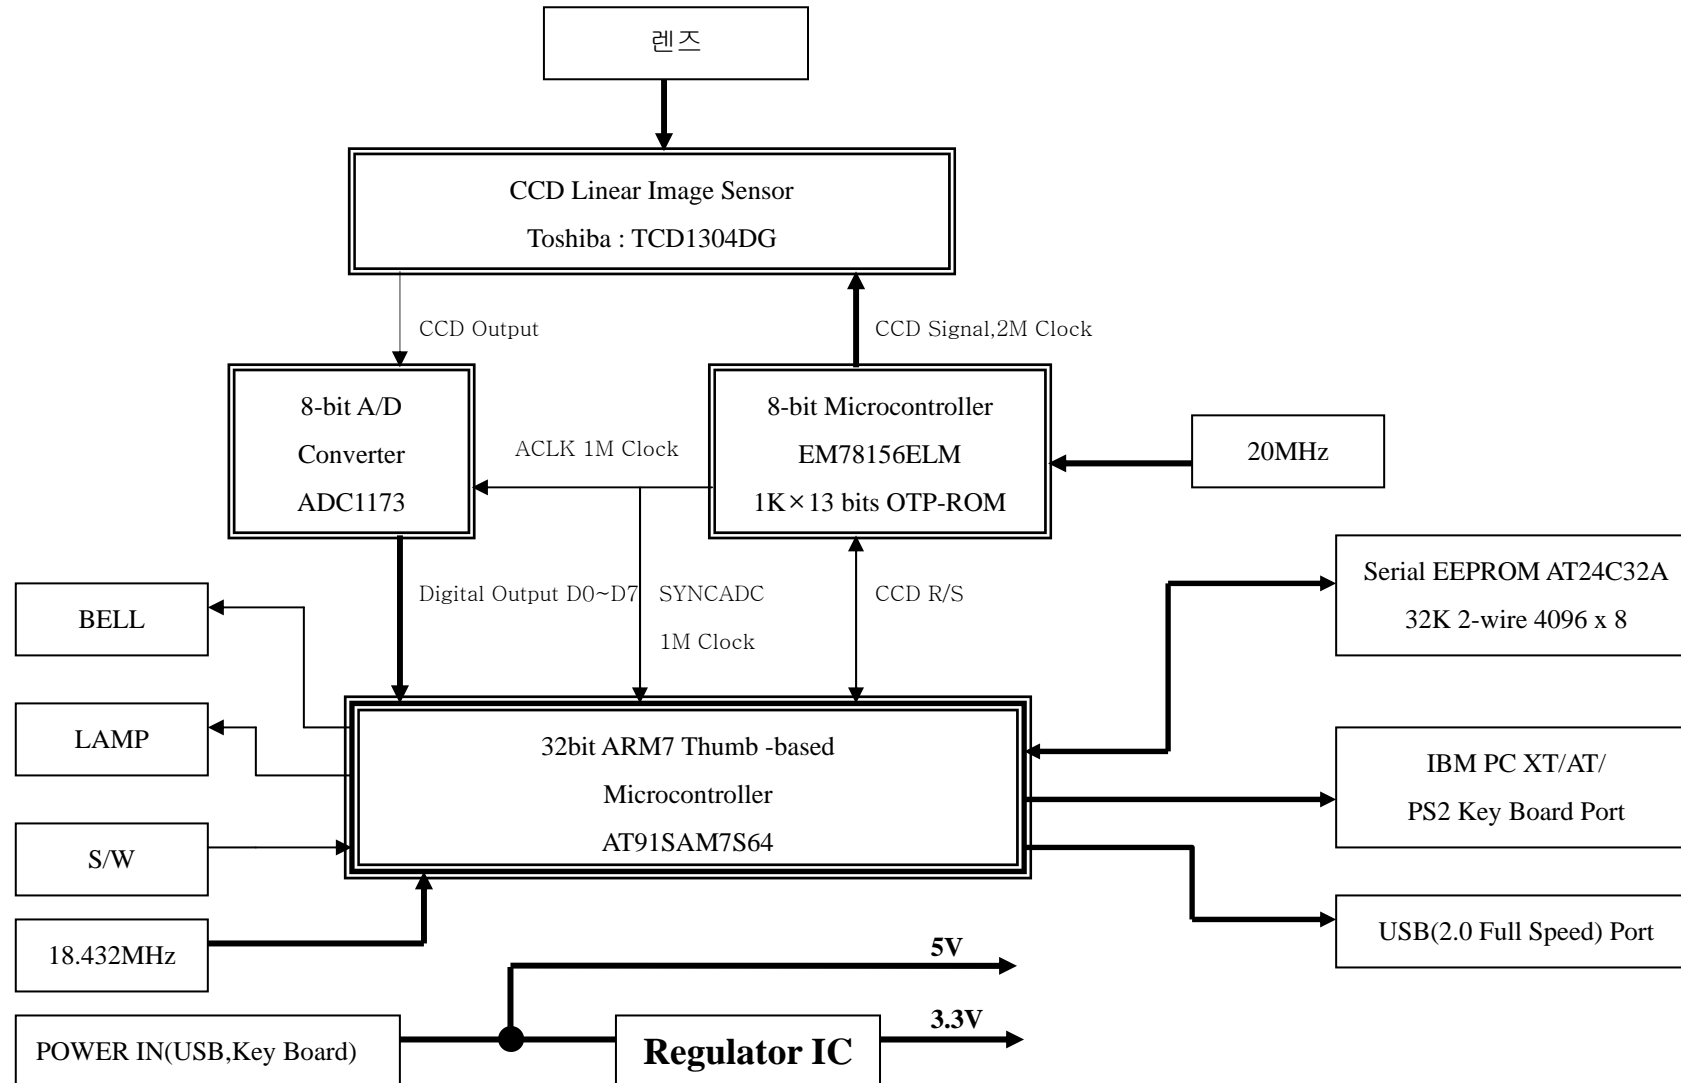 렌즈
CCD Linear Image Sensor
Toshiba : TCD1304DG
CCD Output
CCD Signal,2M Clock
8-bit A/D
Converter
ADC1173
ACLK 1M Clock
8-bit Microcontroller
EM78156ELM
1K×13 bits OTP-ROM
20MHz
Digital Output D0~D7
SYNCADC
1M Clock
CCD R/S
Serial EEPROM AT24C32A
32K 2-wire 4096 x 8
BELL
LAMP
S/W
18.432MHz
32bit ARM7 Thumb -based
Microcontroller
AT91SAM7S64
IBM PC XT/AT/
PS2 Key Board Port
USB(2.0 Full Speed) Port
5V
3.3V
POWER IN(USB,Key Board)
Regulator IC